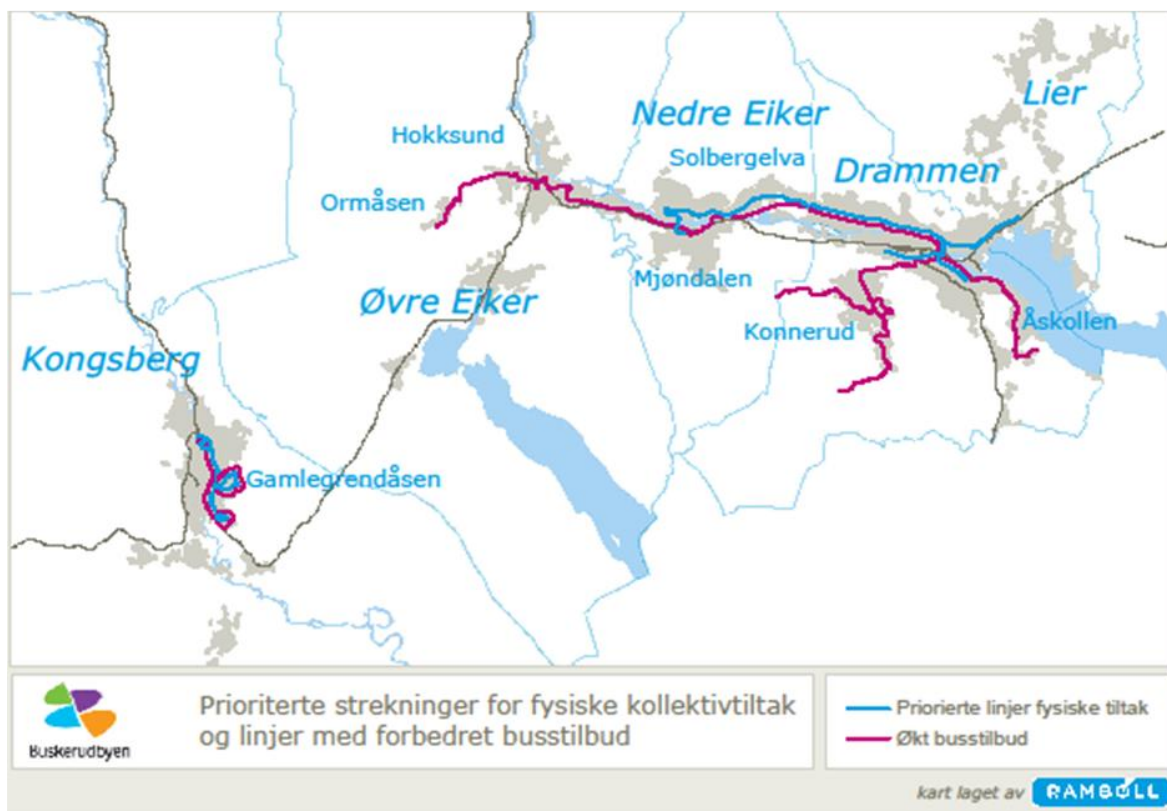 Lier
Nedre Eiker
Hokksund
Solbergelva
Drammen
Ormåsen
Mjøndalen
Øvre Eiker
Konnerud
Åskollen
Kongsberg
Gamlegrendåsen
Buskerudbyen
Prioriterte strekninger for fysiske kollektivtiltak
og linjer med forbedret busstilbud
Priorierte linjer fysiske tiltak
Økt busstilbud
kart laget av RAMBØLL